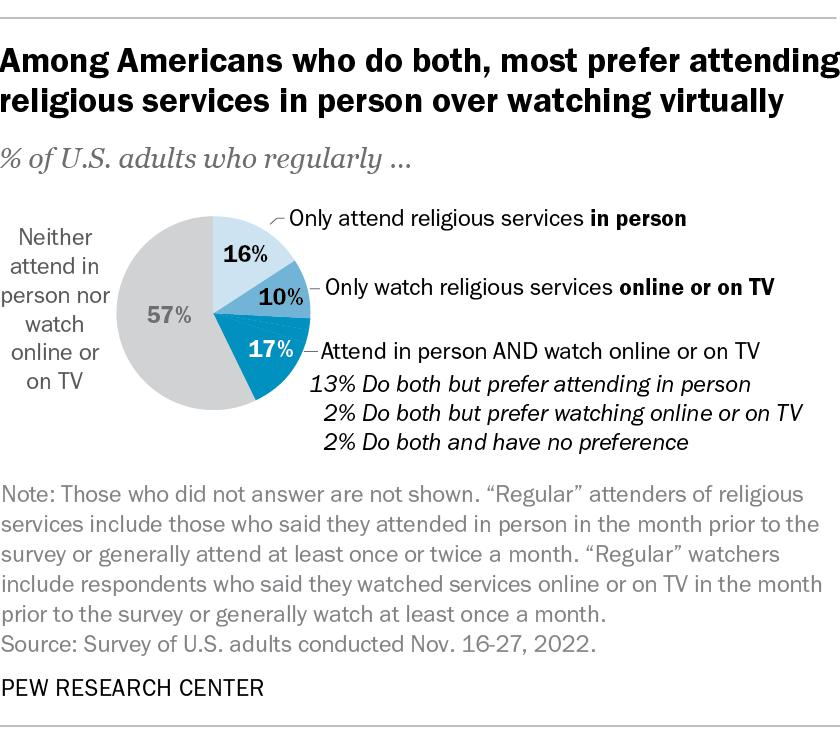 Among Americans who do both, most prefer attending
religious services in person over watching virtually
% of U.S. adults who regularly ...
Neither
attend in
person nor
watch
online or
on TV
57%
16%
Only attend religious services in person
10%
Only watch religious services online or on TV
17%
Attend in person AND watch online or on TV
13% Do both but prefer attending in person
2% Do both but prefer watching online or on TV
2% Do both and have no preference
Note: Those who did not answer are not shown. “Regular” attenders of religious
services include those who said they attended in person in the month prior to the
survey or generally attend at least once or twice a month. “Regular” watchers
include respondents who said they watched services online or on TV in the month
prior to the survey or generally watch at least once a month.
Source: Survey of U.S. adults conducted Nov. 16-27, 2022.
PEW RESEARCH CENTER